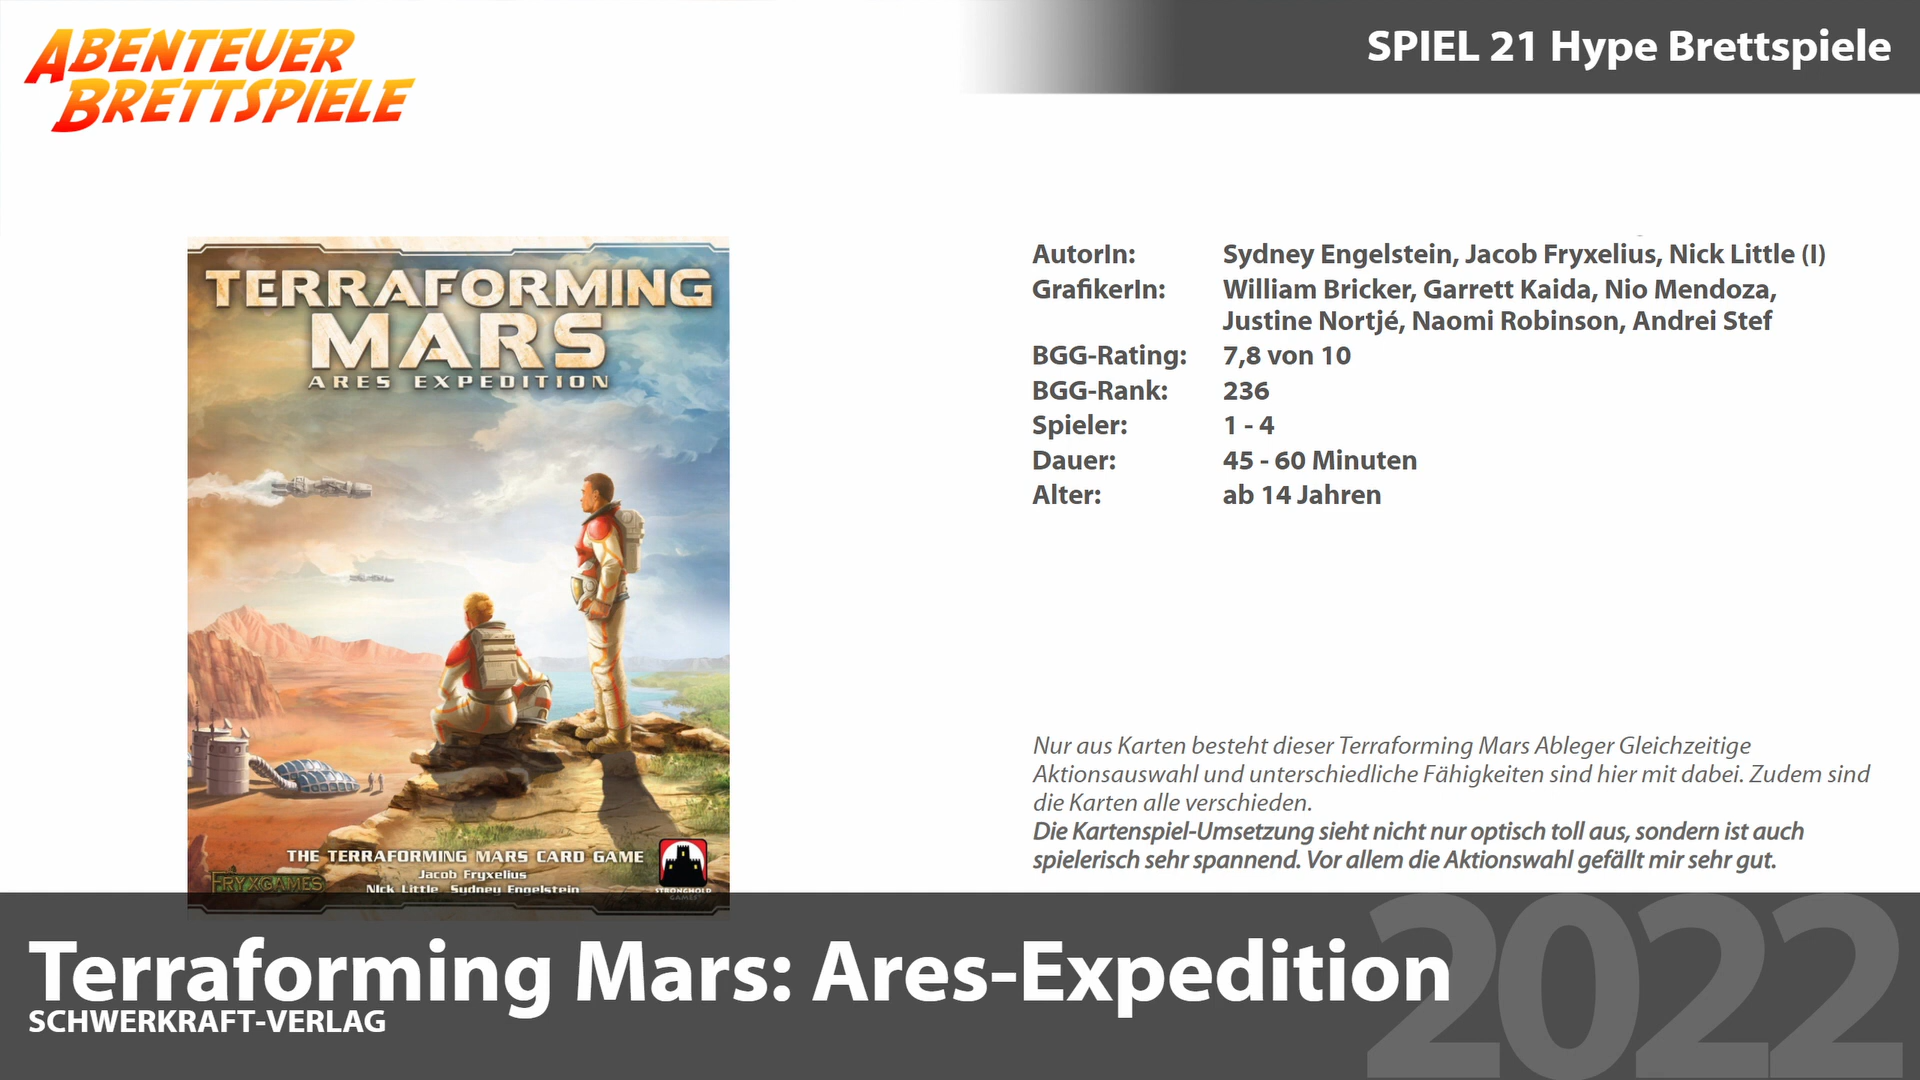 ABENTEUER
BRETTSPIELE
SPIEL 21 Hype Brettspiele
TERRAFORMING
MARS
ARES EXPEDITION
THE TERRAFORMING MARS CARD GAME
Jacob Fryxelius
Nick Little, Sydney Engelstein
FRYXGAMES
STRONGHOLD
GAMES
AutorIn: Sydney Engelstein, Jacob Fryxelius, Nick Little (I)
GrafikerIn: William Bricker, Garrett Kaida, Nio Mendoza,
Justine Nortjé, Naomi Robinson, Andrei Stef
BGG-Rating: 7,8 von 10
BGG-Rank: 236
Spieler: 1 - 4
Dauer: 45 - 60 Minuten
Alter: ab 14 Jahren
Nur aus Karten besteht dieser Terraforming Mars Ableger Gleichzeitige
Aktionsauswahl und unterschiedliche Fähigkeiten sind hier mit dabei. Zudem sind
die Karten alle verschieden.
Die Kartenspiel-Umsetzung sieht nicht nur optisch toll aus, sondern ist auch
spielerisch sehr spannend. Vor allem die Aktionswahl gefällt mir sehr gut.
Terraforming Mars: Ares-Expedition
SCHWERKRAFT-VERLAG
2022